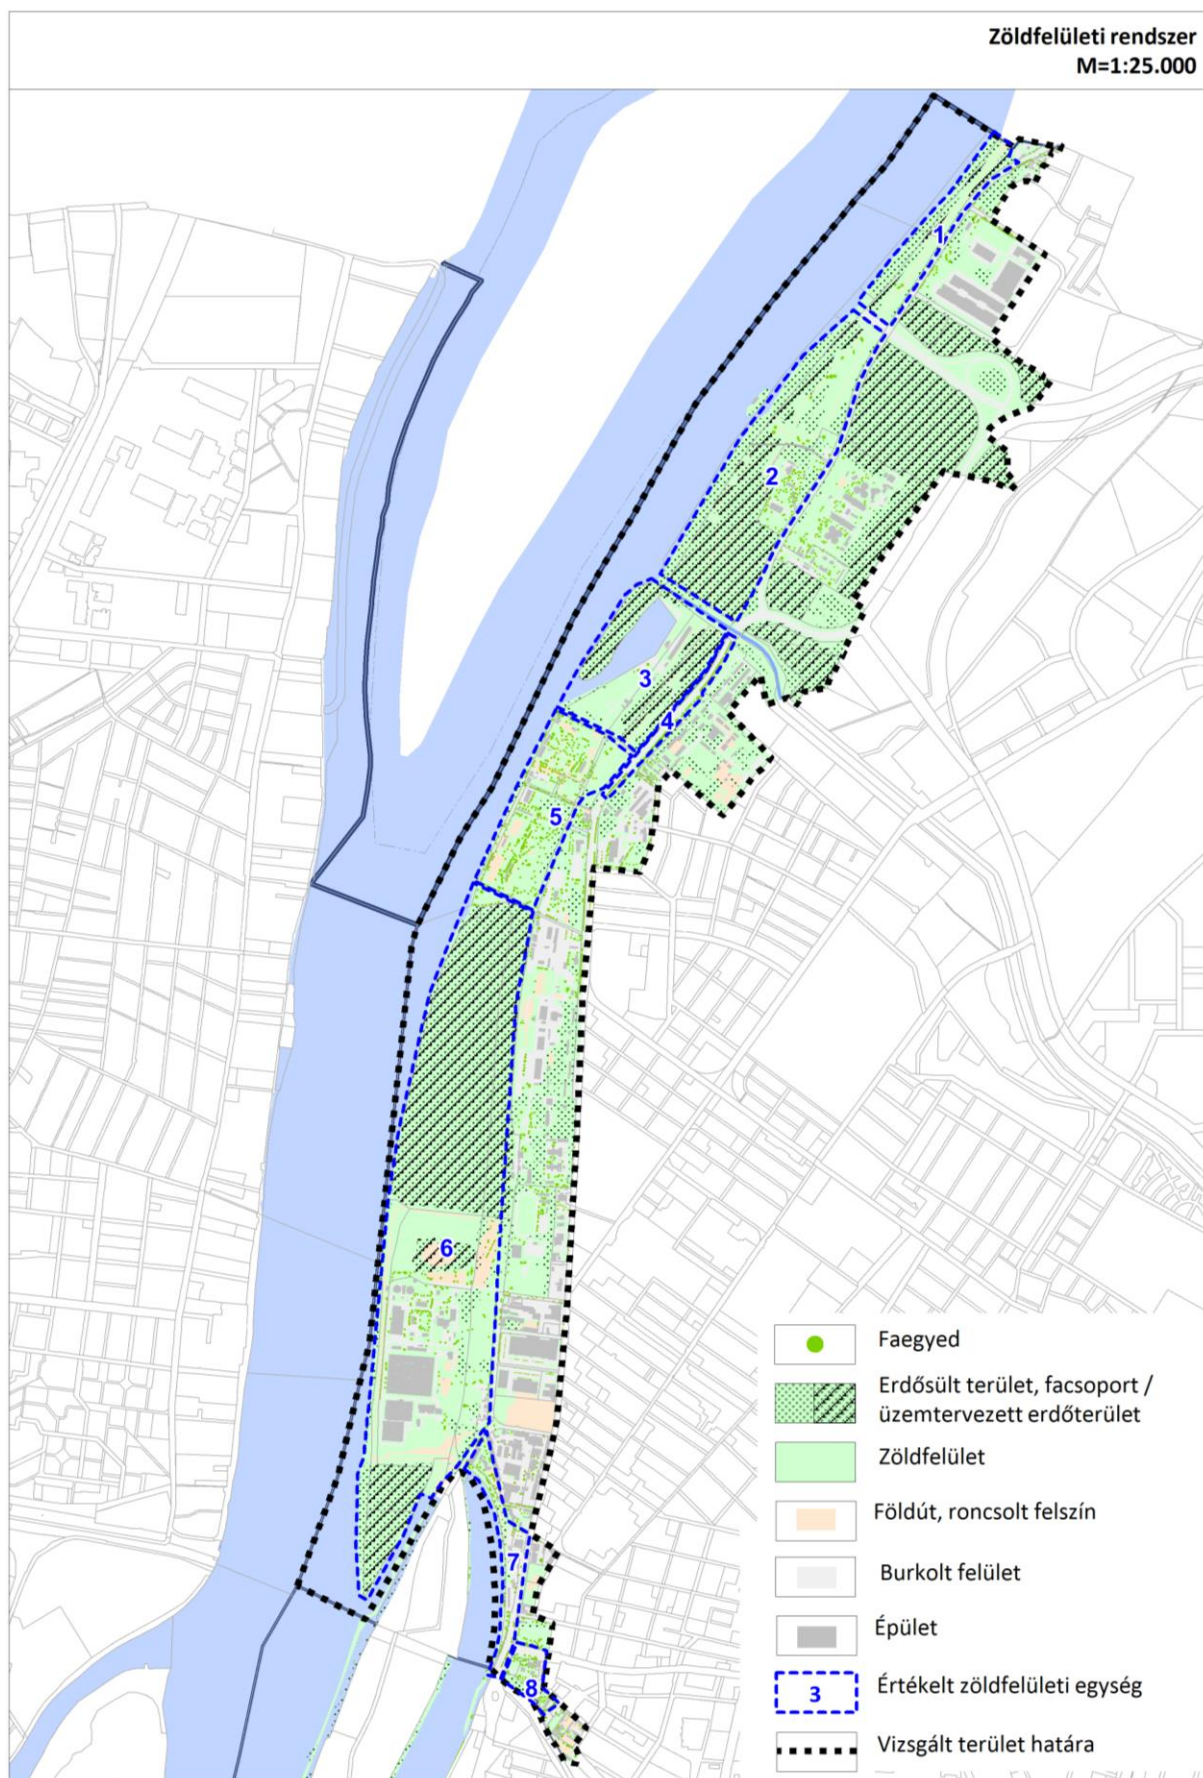 Zöldfelületi rendszer
M=1:25.000
1
2
3
4
5
6
7
8
Faegyed
Erdősült terület, facsoport /
üzemtervezett erdőterület
Zöldfelület
Földút, roncsolt felszín
Burkolt felület
Épület
3
Értékelt zöldfelületi egység
Vizsgált terület határa